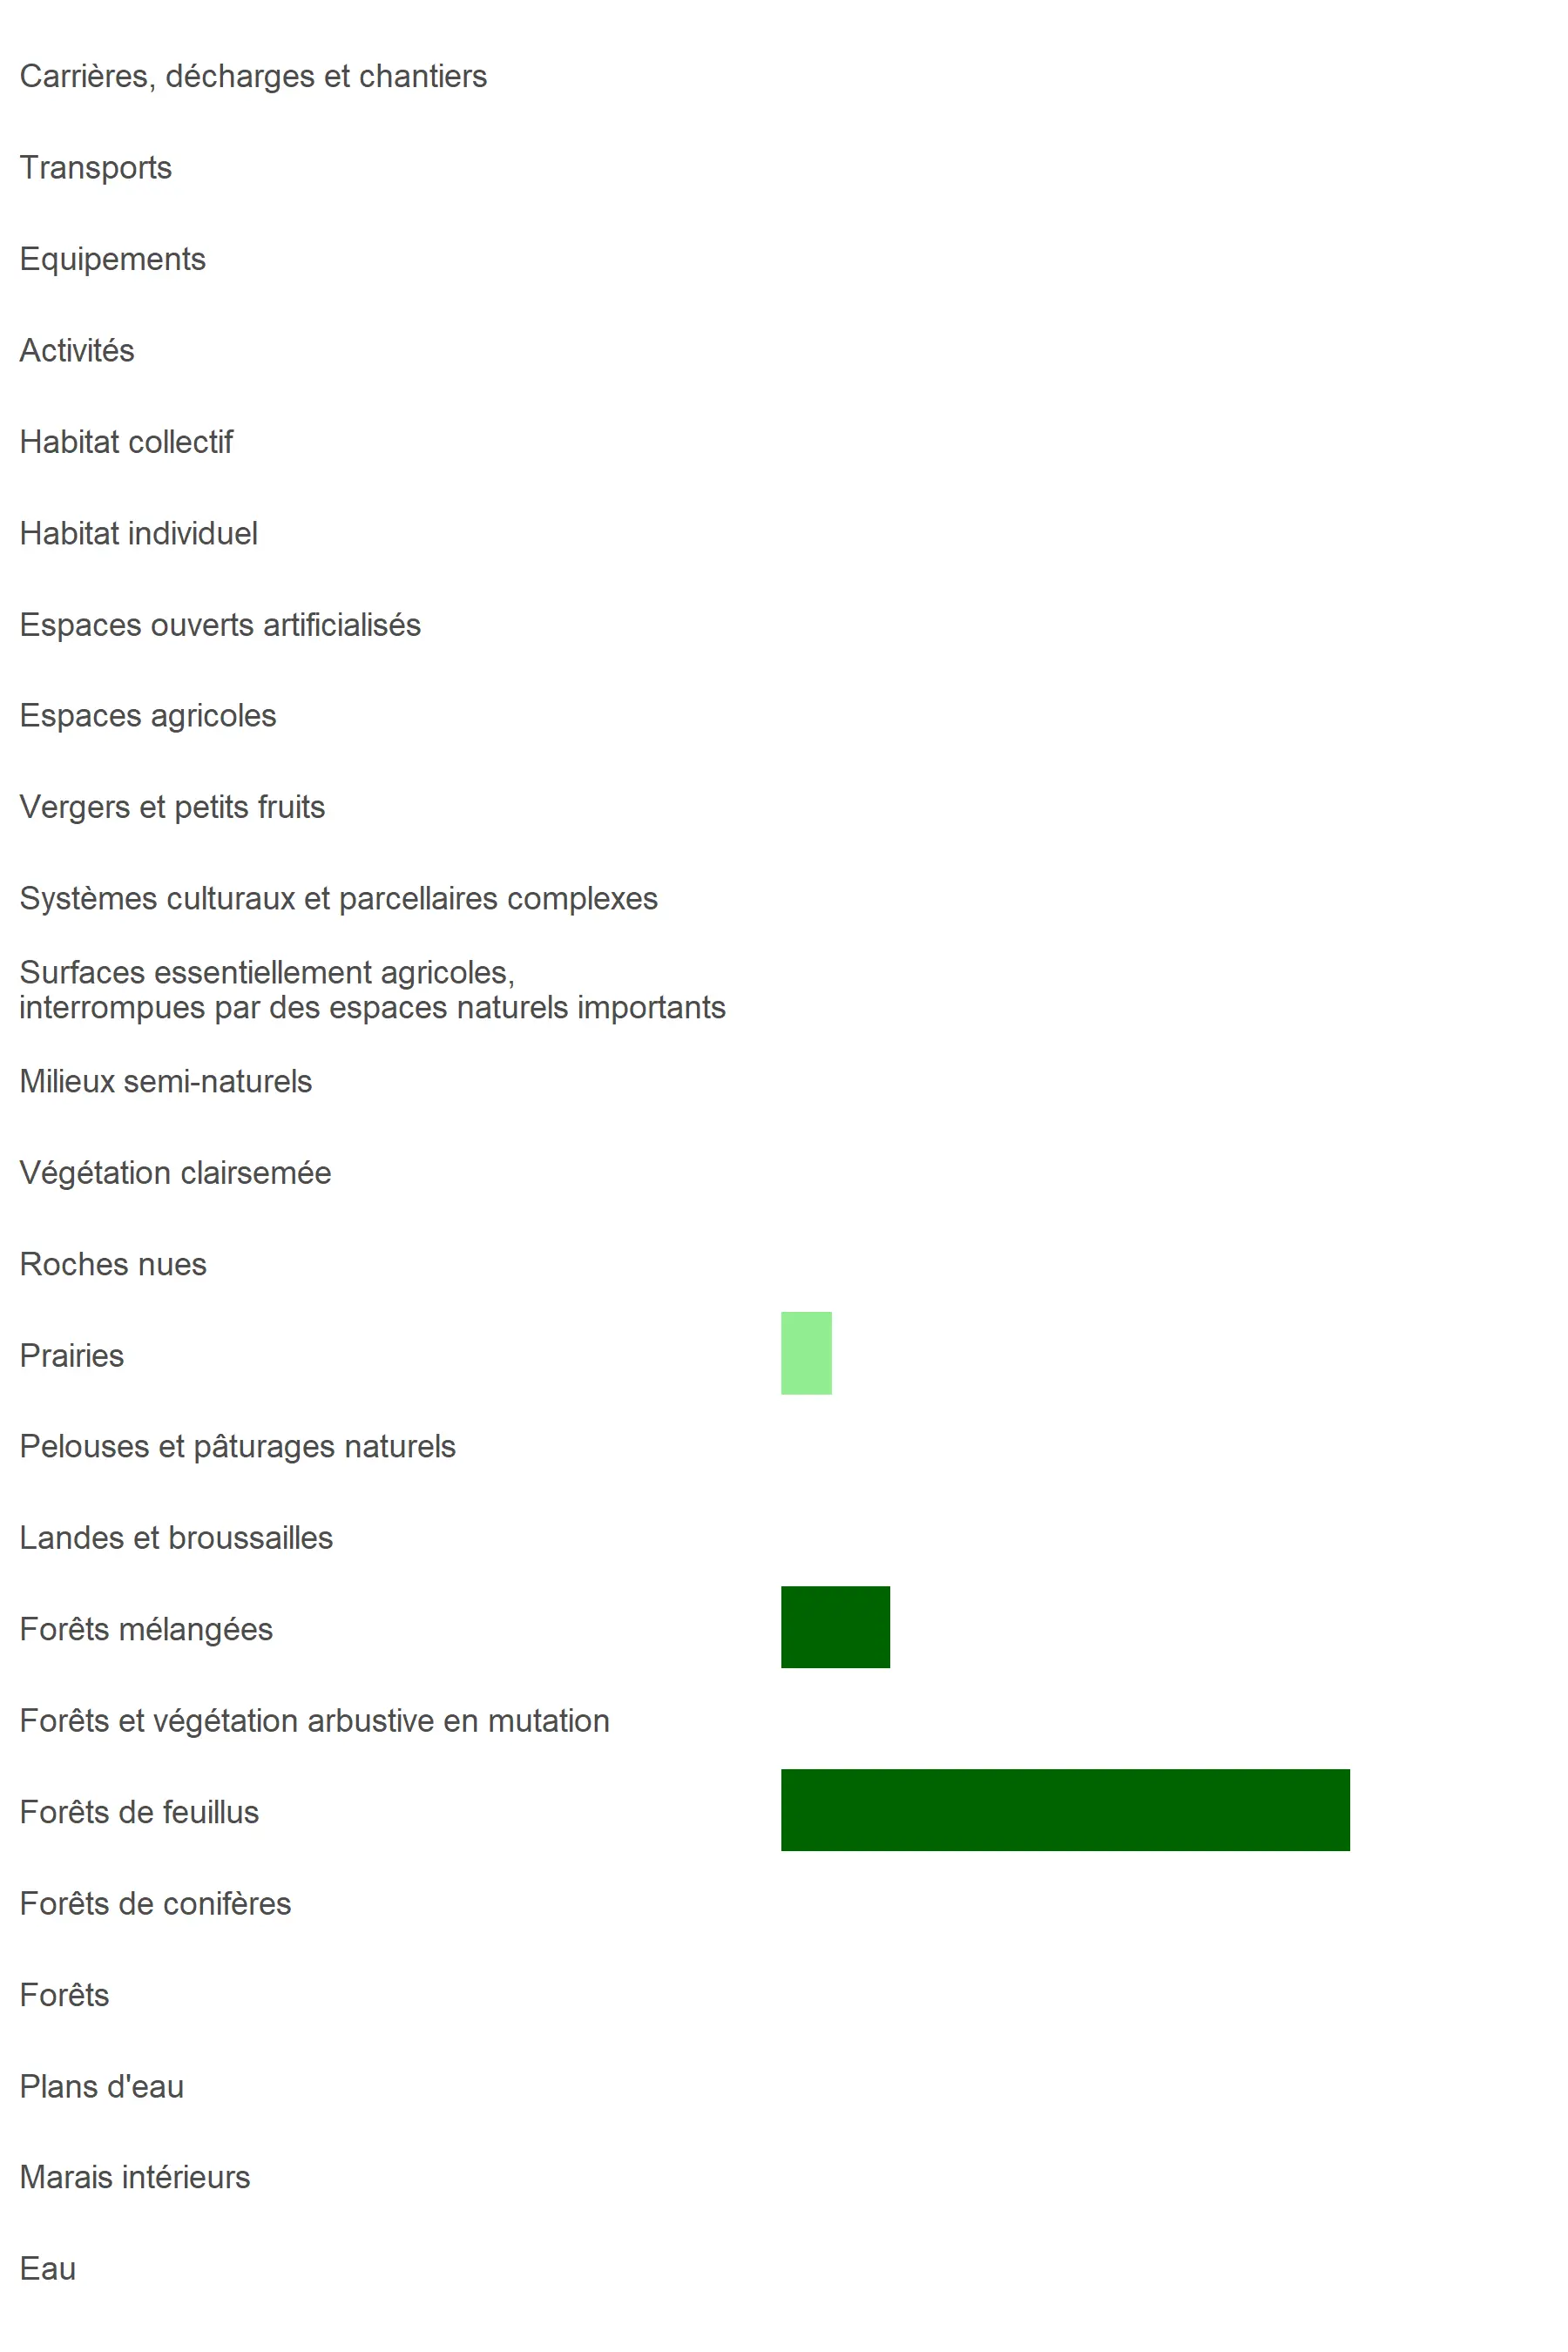 Carrières, décharges et chantiers
Transports
Equipements
Activités
Habitat collectif
Habitat individuel
Espaces ouverts artificialisés
Espaces agricoles
Vergers et petits fruits
Systèmes culturaux et parcellaires complexes
Surfaces essentiellement agricoles,
interrompues par des espaces naturels importants
Milieux semi-naturels
Végétation clairsemée
Roches nues
Prairies
Pelouses et pâturages naturels
Landes et broussailles
Forêts mélangées
Forêts et végétation arbustive en mutation
Forêts de feuillus
Forêts de conifères
Forêts
Plans d'eau
Marais intérieurs
Eau